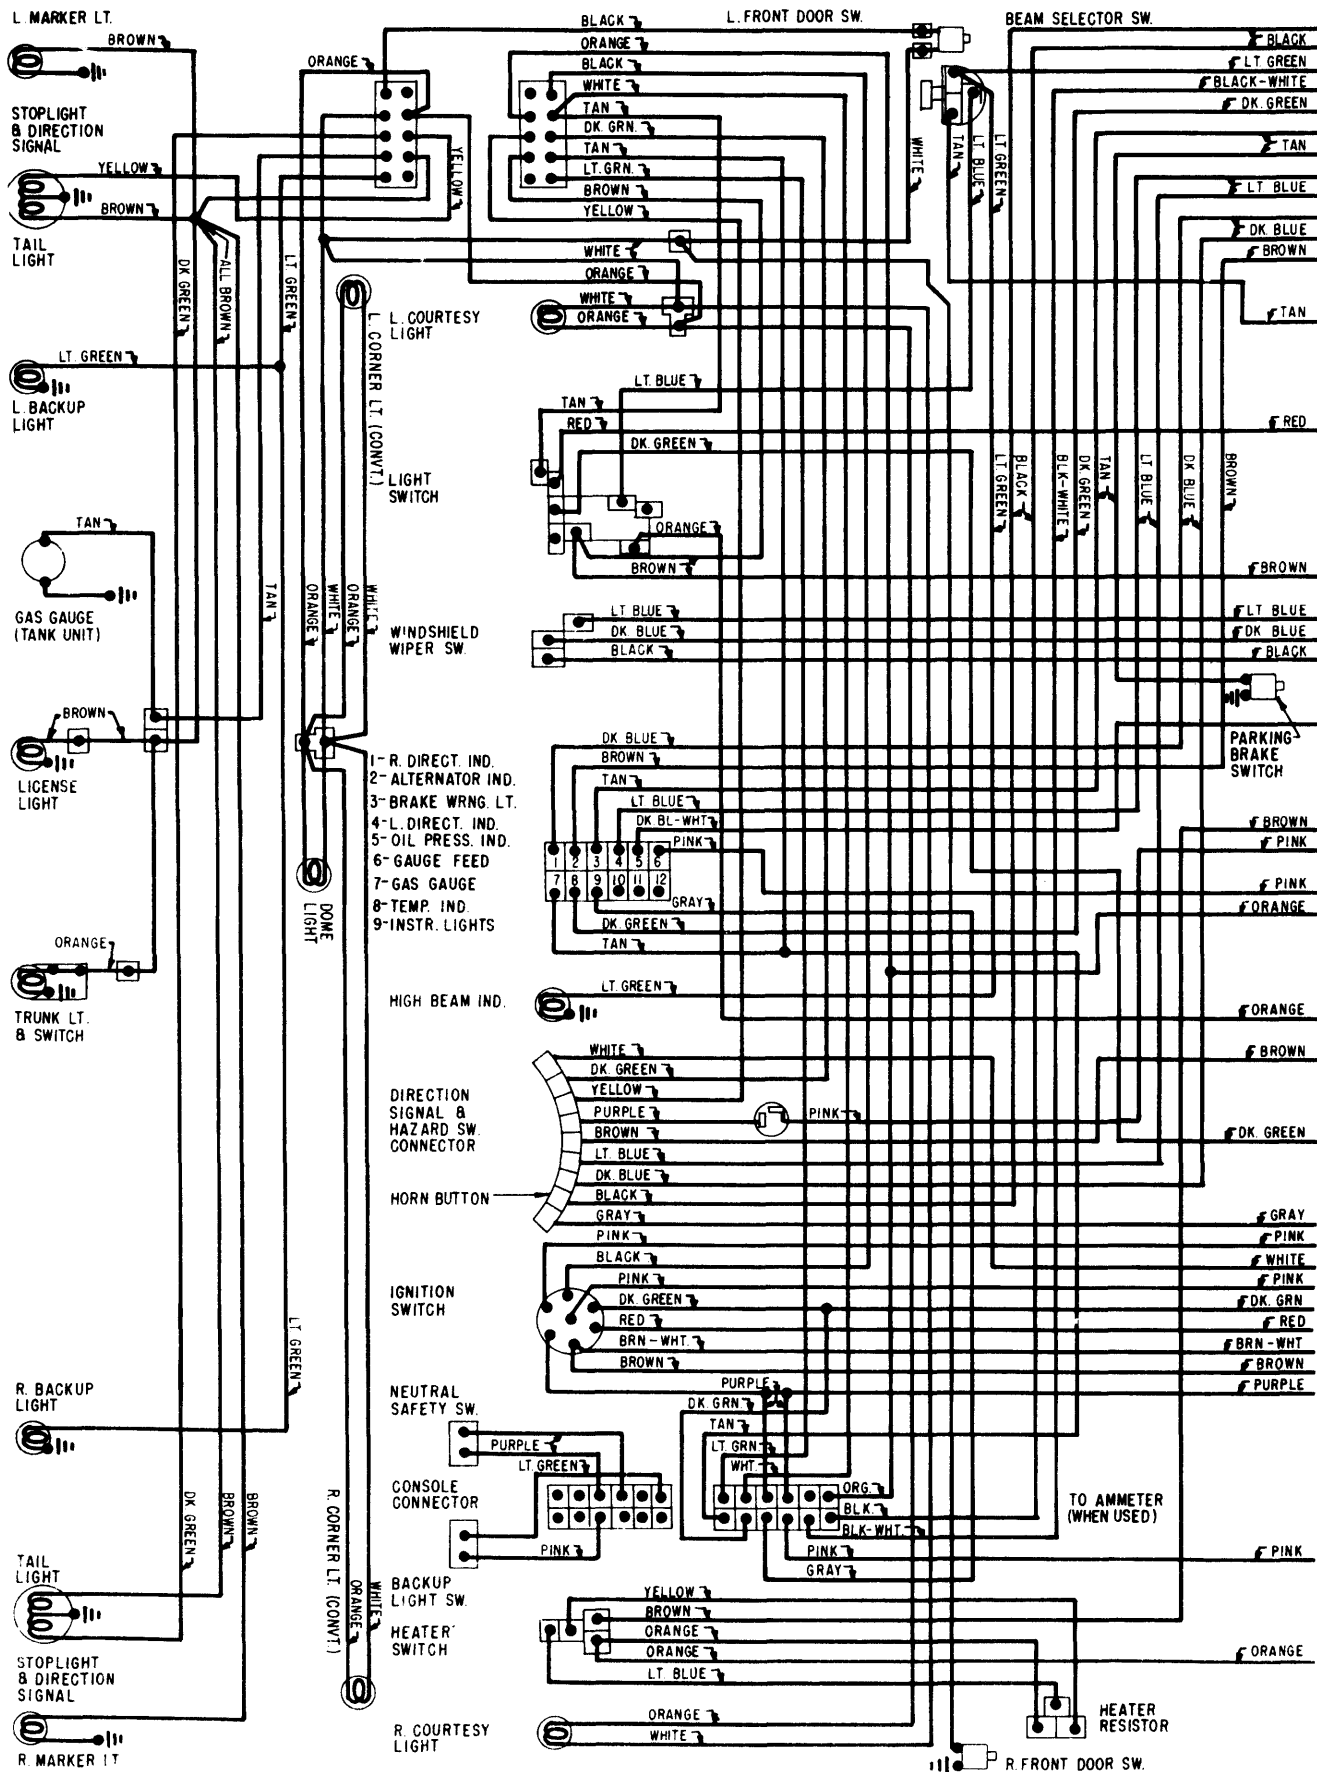 L. MARKER LT.
BROWN
STOPLIGHT
& DIRECTION
SIGNAL
YELLOW
BROWN
TAIL
LIGHT
DK GREEN
ALL BROWN
LT GREEN
LT. GREEN
L. BACKUP
LIGHT
TAN
GAS GAUGE
(TANK UNIT)
TAN
BROWN
LICENSE
LIGHT
ORANGE
TRUNK LT.
& SWITCH
LT GREEN
R. BACKUP
LIGHT
DK GREEN
BROWN
BROWN
TAIL
LIGHT
STOPLIGHT
& DIRECTION
SIGNAL
R. MARKER LT
ORANGE
YELLOW
L. COURTESY
LIGHT
L. CORNER LT. (CONVT.)
LIGHT
SWITCH
ORANGE
WHITE
ORANGE
WHITE
WINDSHIELD
WIPER SW.
1- R. DIRECT. IND.
2- ALTERNATOR IND.
3- BRAKE WRNG. LT.
4- L. DIRECT. IND.
5- OIL PRESS. IND.
6- GAUGE FEED
7- GAS GAUGE
8- TEMP. IND.
9- INSTR. LIGHTS
DOME
LIGHT
HIGH BEAM IND.
DIRECTION
SIGNAL &
HAZARD SW.
CONNECTOR
HORN BUTTON
IGNITION
SWITCH
NEUTRAL
SAFETY SW.
CONSOLE
CONNECTOR
BACKUP
LIGHT SW.
HEATER
SWITCH
R. CORNER LT. (CONVT.)
ORANGE
WHITE
R. COURTESY
LIGHT
BLACK
ORANGE
BLACK
WHITE
TAN
DK. GRN.
TAN
LT. GRN.
BROWN
YELLOW
WHITE
ORANGE
WHITE
ORANGE
LT. BLUE
TAN
RED
DK. GREEN
ORANGE
BROWN
LT BLUE
DK. BLUE
BLACK
DK BLUE
BROWN
TAN
LT BLUE
DK.BL-WHT
PINK
1 2 3 4 5 6
7 8 9 10 11 12
GRAY
DK. GREEN
TAN
LT. GREEN
WHITE
DK. GREEN
YELLOW
PURPLE
PINK
BROWN
LT. BLUE
DK. BLUE
BLACK
GRAY
PINK
BLACK
PINK
DK. GREEN
RED
BRN-WHT.
BROWN
PURPLE
DK. GRN
TAN
LT. GRN
WHT.
PURPLE
LT GREEN
PINK
ORG.
BLK.
BLK-WHT.
PINK
GRAY
YELLOW
BROWN
ORANGE
ORANGE
LT. BLUE
ORANGE
WHITE
L. FRONT DOOR SW.
BEAM SELECTOR SW.
WHITE
TAN
LT BLUE
LT GREEN
BLACK
LT GREEN
BLACK-WHITE
DK. GREEN
TAN
LT BLUE
DK. BLUE
BROWN
TAN
RED
LT GREEN
BLACK
BLK-WHITE
DK GREEN
TAN
LT BLUE
DK BLUE
BROWN
BROWN
LT BLUE
DK BLUE
BLACK
PARKING
BRAKE
SWITCH
BROWN
PINK
PINK
ORANGE
ORANGE
BROWN
DK. GREEN
GRAY
PINK
WHITE
PINK
DK. GRN
RED
BRN-WHT
BROWN
PURPLE
TO AMMETER
(WHEN USED)
PINK
ORANGE
HEATER
RESISTOR
R. FRONT DOOR SW.